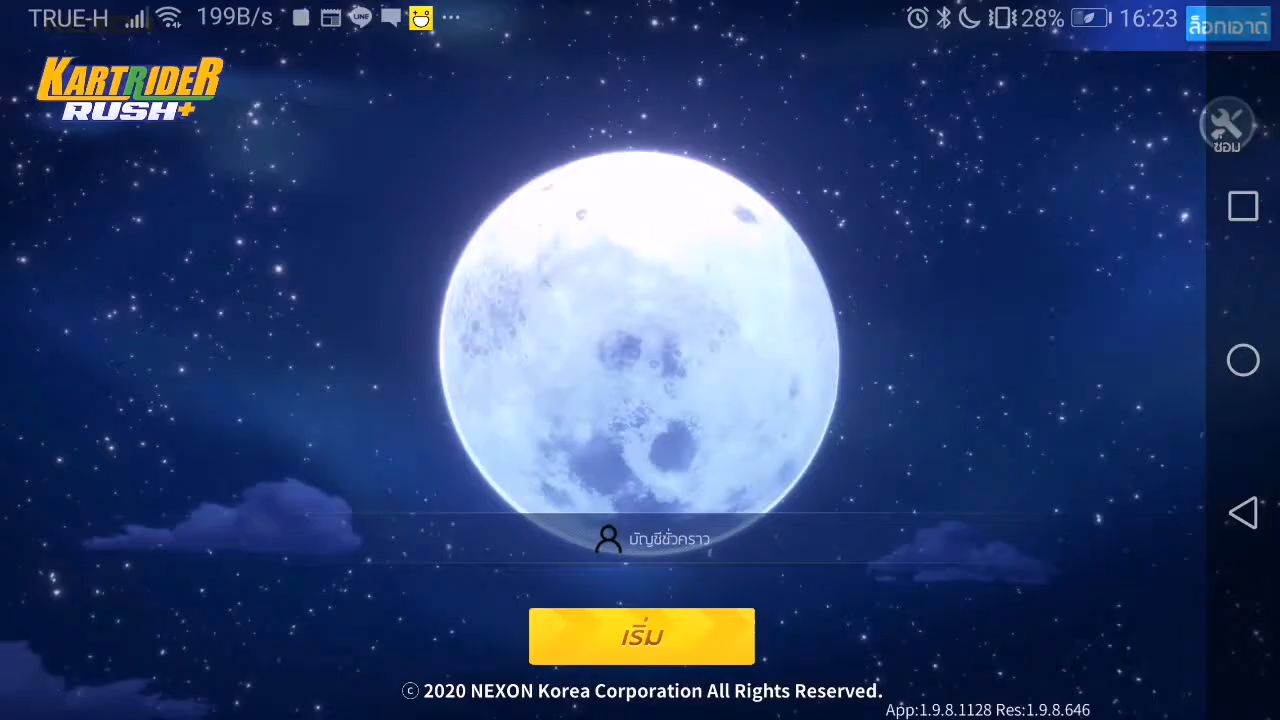 TRUE-H 199B/s LINE ... 28% 16:23
ล็อกเอาต์
KARTRIDER
RUSH+
ซ่อม
บัญชีชั่วคราว
เริ่ม
ⓒ 2020 NEXON Korea Corporation All Rights Reserved.
App:1.9.8.1128 Res:1.9.8.646